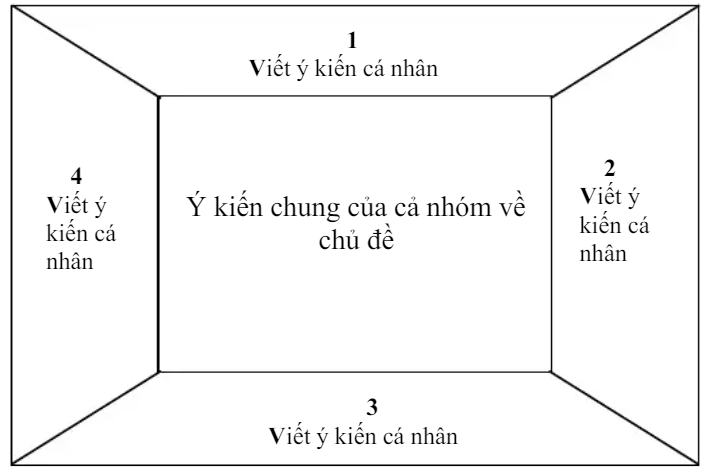 1
Viết ý kiến cá nhân
4
Viết ý
kiến cá
nhân
Ý kiến chung của cả nhóm về
chủ đề
2
Viết ý
kiến cá
nhân
3
Viết ý kiến cá nhân